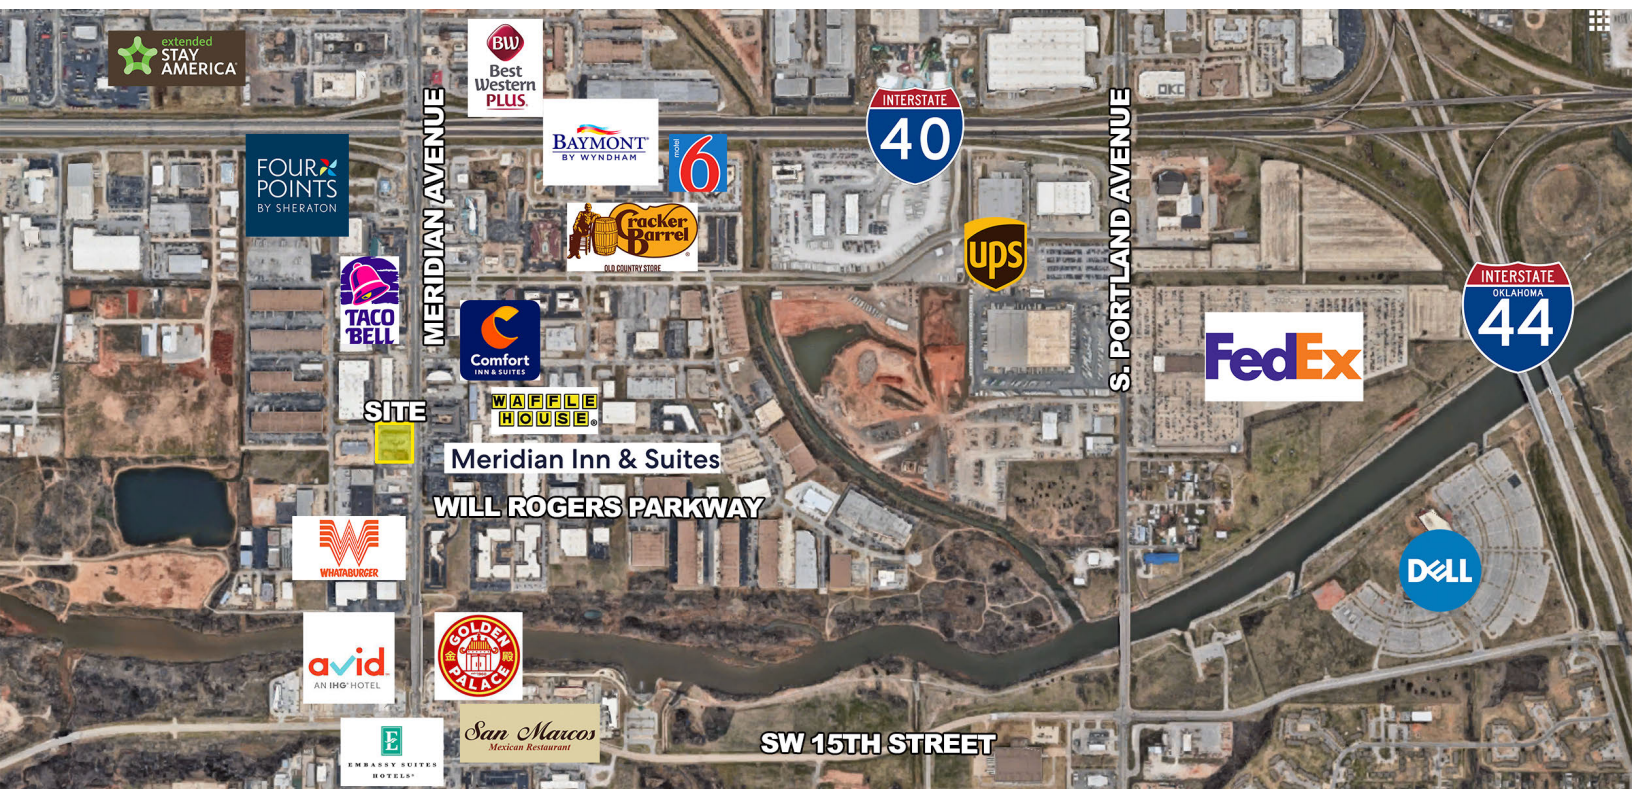 extended
STAY
AMERICA
BW
Best
Western
PLUS.
INTERSTATE
40
BAYMONT
BY WYNDHAM
motel
6
FOUR
POINTS
BY SHERATON
MERIDIAN AVENUE
S. PORTLAND AVENUE
Cracker
Barrel
OLD COUNTRY STORE
ups
TACO
BELL
INTERSTATE
OKLAHOMA
44
Comfort
INN & SUITES
FedEx
WAFFLE
HOUSE®
SITE
Meridian Inn & Suites
WILL ROGERS PARKWAY
WHATABURGER
DELL
avid
AN IHG® HOTEL
GOLDEN
金 殿
PALACE
San Marcos
Mexican Restaurant
E
EMBASSY SUITES
HOTELS®
SW 15TH STREET